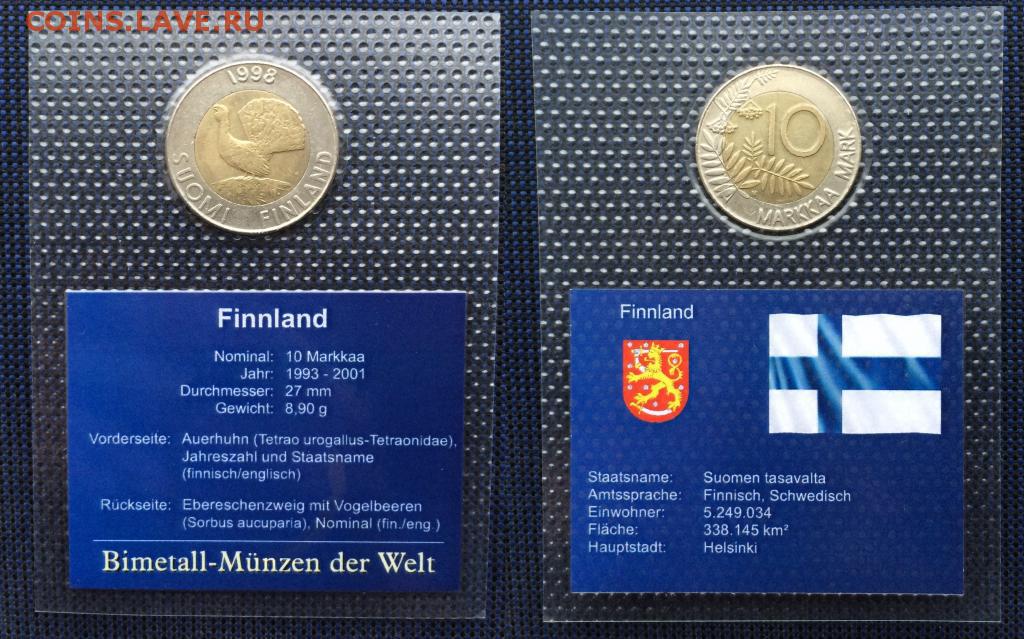 COINS.LAVE.RU
1998
SUOMI FINLAND
Finnland
Nominal: 10 Markkaa
Jahr: 1993 - 2001
Durchmesser: 27 mm
Gewicht: 8,90 g
Vorderseite: Auerhuhn (Tetrao urogallus-Tetraonidae),
Jahreszahl und Staatsname
(finnisch/englisch)
Rückseite: Ebereschenzweig mit Vogelbeeren
(Sorbus aucuparia), Nominal (fin./eng.)
Bimetall-Münzen der Welt
10
MARKKAA MARK
Finnland
Staatsname: Suomen tasavalta
Amtssprache: Finnisch, Schwedisch
Einwohner: 5.249.034
Fläche: 338.145 km²
Hauptstadt: Helsinki